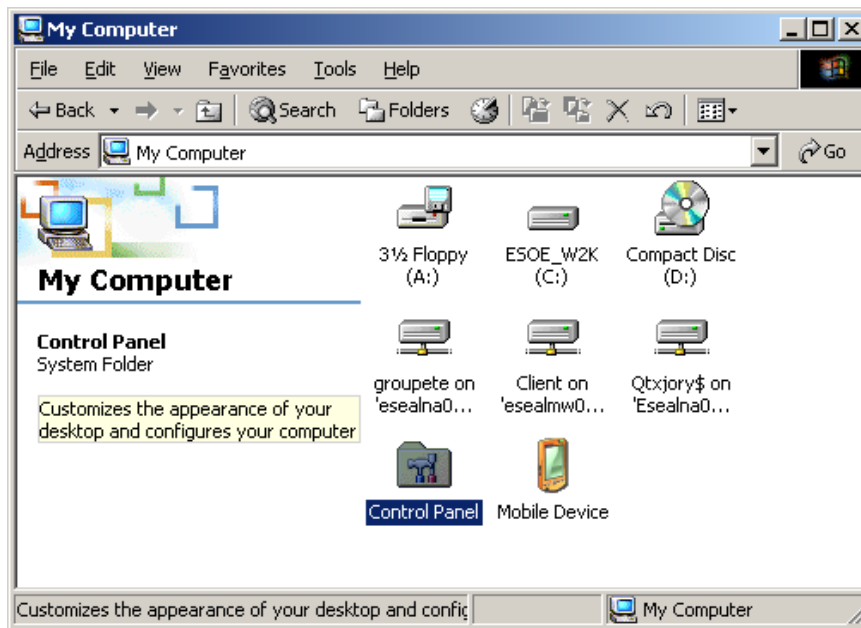 My Computer
File Edit View Favorites Tools Help
Back Search Folders
Address My Computer Go
My Computer
Control Panel
System Folder
Customizes the appearance of your
desktop and configures your computer
3½ Floppy
(A:)
ESOE_W2K
(C:)
Compact Disc
(D:)
groupete on
'esealna0...
Client on
'esealmw0...
Qtxjory$ on
'Esealna0...
Control Panel
Mobile Device
Customizes the appearance of your desktop and config
My Computer